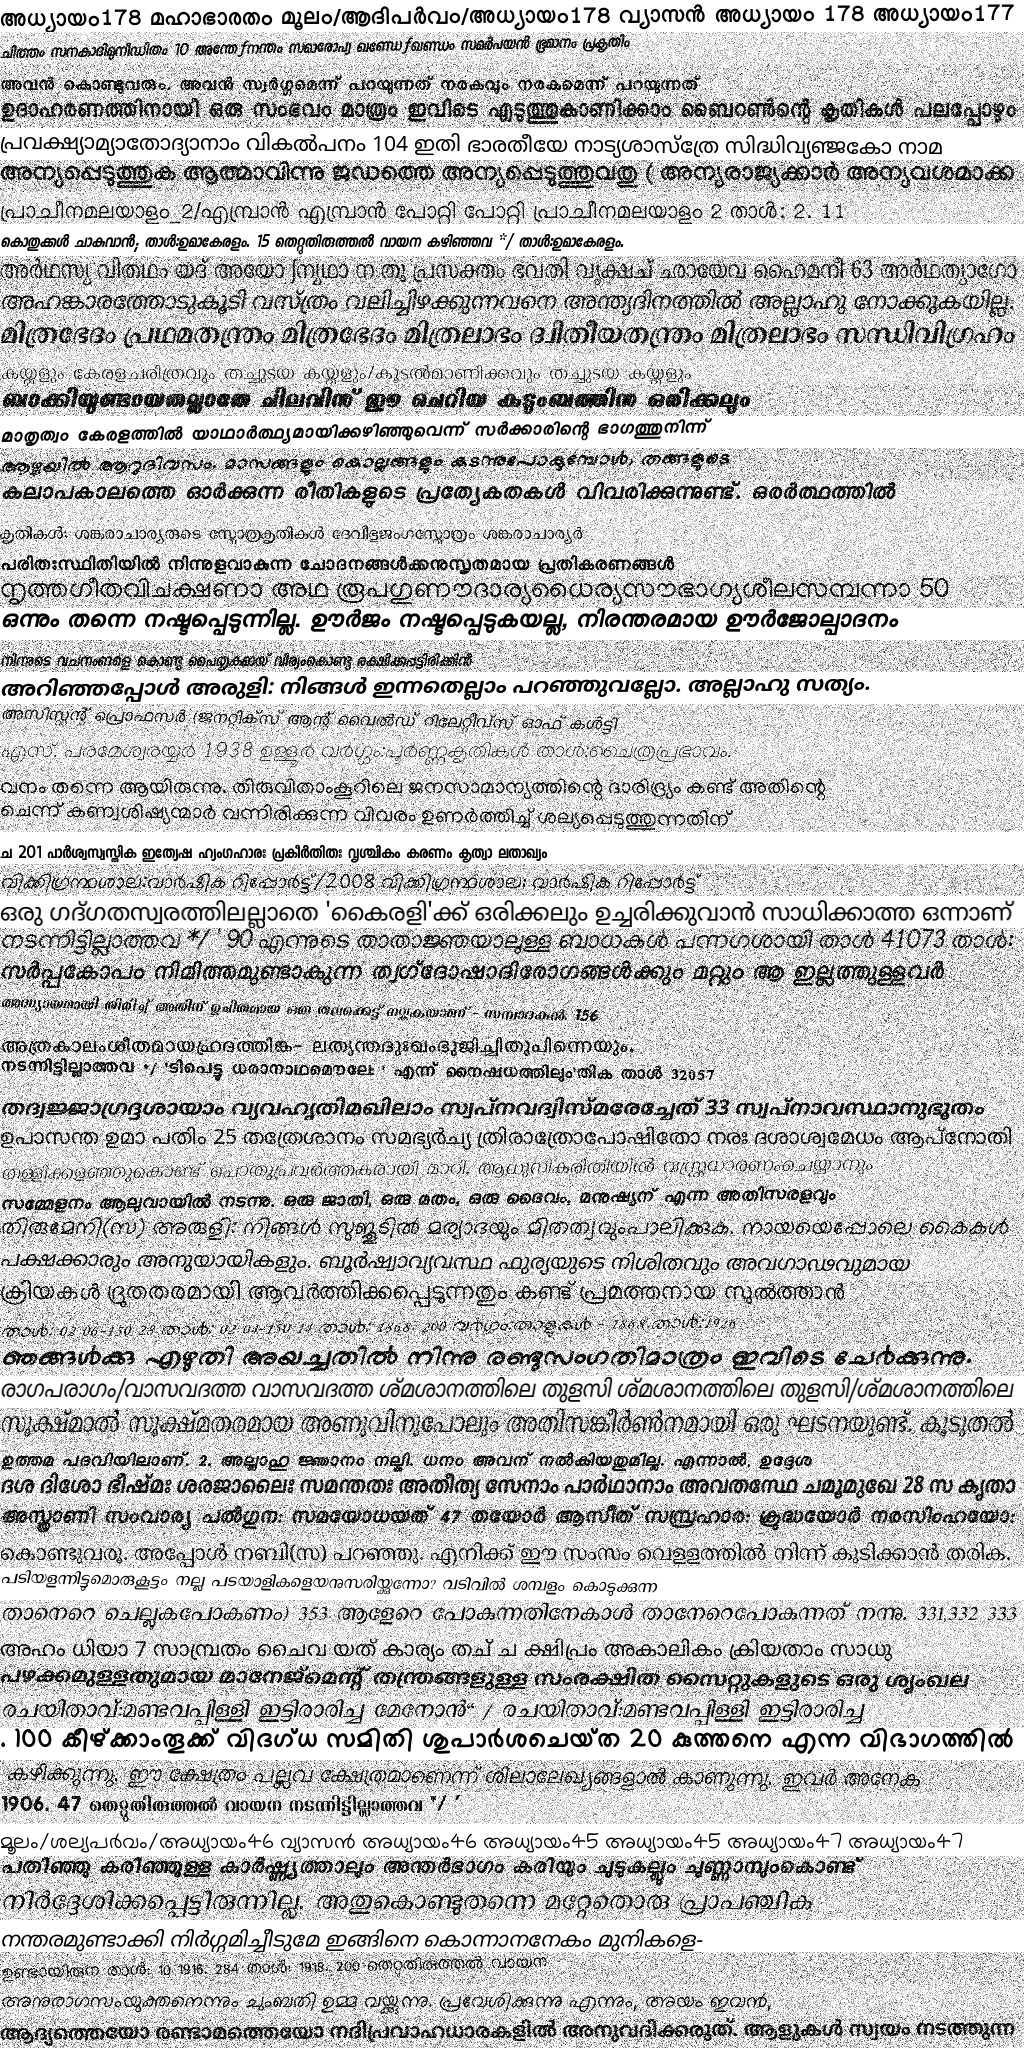 അധ്യായം178 മഹാഭാരതം മൂലം/ആദിപർവം/അധ്യായം178 വ്യാസൻ അധ്യായം 178 അധ്യായം177
ചിത്തം സനകാദിമുനീഡിതം 10 അന്തേƒനന്തം സഖരോപ്വ ഖണ്ഡേƒഖണ്ഡം സമർപയൻ ഭൂമാനം പ്രകൃതിം
അവൻ കൊണ്ടുവരും. അവൻ സ്വർഗ്ഗമെന്ന് പറയുന്നത് നരകവും നരകമെന്ന് പറയുന്നത്
ഉദാഹരണത്തിനായി ഒരു സംഭവം മാത്രം ഇവിടെ എടുത്തുകാണിക്കാം ബൈറൺന്റെ കൃതികൾ പലപ്പോഴും
പ്രവക്ഷ്യാമ്യാതോദ്യാനാം വികൽപനം 104 ഇതി ഭാരതീയേ നാട്യശാസ്ത്രേ സിദ്ധിവ്യഞ്ജകോ നാമ
അന്യപ്പെടുത്തുക ആത്മാവിന്നു ജഡത്തെ അന്യപ്പെടുത്തുവതു ( അന്യരാജ്യക്കാർ അന്യവശമാക്ക
പ്രാചീനമലയാളം_2/എമ്പ്രാൻ എമ്പ്രാൻ പോറ്റി പോറ്റി പ്രാചീനമലയാളം 2 താൾ: 2. 11
കൊതുക്കൾ ചാകുവാൻ; താൾ:ഉമാകേരളം. 15 തെറ്റുതിരുത്തൽ വായന കഴിഞ്ഞവ */ താൾ:ഉമാകേരളം.
അർഥസ്യ വിതഥം യദ് അയോ ƒന്യഥാ ന തു പ്രസക്തം ഭവതി വൃക്ഷച് ഛായേവ ഹൈമനീ 63 അർഥത്യാഗോ
അഹങ്കാരത്തോടുകൂടി വസ്ത്രം വലിച്ചിഴക്കുന്നവനെ അന്ത്യദിനത്തിൽ അല്ലാഹു നോക്കുകയില്ല.
മിത്രഭേദം പ്രഥമതന്ത്രം മിത്രഭേദം മിത്രലാഭം ദ്വിതീയതന്ത്രം മിത്രലാഭം സന്ധിവിഗ്രഹം
കയ്യുളും കേരളചരിത്രവും തച്ചുടയ കയ്യുളും/കൂടൽമാണിക്കവും തച്ചുടയ കയ്യുളും
ബാക്കിയുണ്ടായതല്ലാതേ ചിലവിന്ന് ഈ ചെറിയ കുടുംബത്തിന്ന ഒരിക്കലും
മാതൃത്വം കേരളത്തിൽ യാഥാർത്ഥ്യമായിക്കഴിഞ്ഞുവെന്ന് സർക്കാരിന്റെ ഭാഗത്തുനിന്ന്
ആഴ്ചയിൽ ആറുദിവസം, മാസങ്ങളും കൊല്ലങ്ങളും കടന്നുപോകുമ്പോൾ, തങ്ങളുടെ
കലാപകാലത്തെ ഓർക്കുന്ന രീതികളുടെ പ്രത്യേകതകൾ വിവരിക്കുന്നുണ്ട്. ഒരർത്ഥത്തിൽ
കൃതികൾ: ശങ്കരാചാര്യരുടെ സ്തോത്രകൃതികൾ ദേവീഭുജംഗസ്തോത്രം ശങ്കരാചാര്യർ
പരിതഃസ്ഥിതിയിൽ നിന്നുളവാകുന്ന ചോദനങ്ങൾക്കനുസൃതമായ പ്രതികരണങ്ങൾ
നൃത്തഗീതവിചക്ഷണാ അഥ രൂപഗുണൗദാര്യധൈര്യസൗഭാഗ്യശീലസമ്പന്നാ 50
ഒന്നും തന്നെ നഷ്ടപ്പെടുന്നില്ല. ഊർജം നഷ്ടപ്പെടുകയല്ല, നിരന്തരമായ ഊർജോല്പാദനം
നിന്നുടെ വചനംങളെ കൊണ്ടു പൈതൃക്കായ് വിര്യംകൊണ്ടു രക്ഷിക്കപ്പട്ടിരിക്കിൻ
അറിഞ്ഞപ്പോൾ അരുളി: നിങ്ങൾ ഇന്നതെല്ലാം പറഞ്ഞുവല്ലോ. അല്ലാഹു സത്യം.
അസിസ്റ്റന്റ് പ്രൊഫസർ (ജനറ്റിക്സ് ആന്റ് വൈൽഡ് റിലേറ്റീവ്സ് ഓഫ് കൾട്ടി
എസ്. പരമേശ്വരയ്യർ 1938 ഉള്ളൂർ വർഗ്ഗം:പൂർണ്ണകൃതികൾ താൾ:ചൈത്രപ്രഭാവം.
വനം തന്നെ ആയിരുന്നു. തിരുവിതാംകൂറിലെ ജനസാമാന്യത്തിന്റെ ദാരിദ്ര്യം കണ്ട് അതിന്റെ
ചെന്ന് കണ്വശിഷ്യന്മാർ വന്നിരിക്കുന്ന വിവരം ഉണർത്തിച്ച് ശല്യപ്പെടുത്തുന്നതിന്
ച 201 പാർശ്വസ്വസ്തിക ഇത്യേഷ ഹ്യംഗഹാരഃ പ്രകീർതിതഃ വൃശ്ചികം കരണം കൃത്വാ ലതാഖ്യം
വിക്കിഗ്രന്ഥശാല:വാർഷിക റിപ്പോർട്ട്/2008 വിക്കിഗ്രന്ഥശാല: വാർഷിക റിപ്പോർട്ട്
ഒരു ഗദ്ഗതസ്വരത്തിലല്ലാതെ 'കൈരളി'ക്ക് ഒരിക്കലും ഉച്ചരിക്കുവാൻ സാധിക്കാത്ത ഒന്നാണ്
നടന്നിട്ടില്ലാത്തവ */ ' 90 എന്നുടെ താതാജ്ഞയാലുള്ള ബാധകൾ പന്നഗശായി താൾ 41073 താൾ:
സർപ്പകോപം നിമിത്തമുണ്ടാകുന്ന ത്വഗ്ദോഷാദിരോഗങ്ങൾക്കും മറ്റും ആ ഇല്ലത്തുള്ളവർ
അദ്ധ്യായമായി തിരിച്ച് അതിന് ഉചിതമായ ഒരു തലക്കെട്ട് നല്കുകയാണ് – സമ്പാദകൻ. 156
അത്രകാലംശീതമായഹ്രദത്തിങ്ക– ലത്യന്തദുഃഖംഭുജിച്ചിതുപിന്നെയും.
നടന്നിട്ടില്ലാത്തവ */ 'ടിപെട്ടു ധരാനാഥമൌലേ: ' എന്ന് നൈഷധത്തിലും'തിക താൾ 32057
തദ്വജ്ജാഗ്രദ്ദശായാം വ്യവഹൃതിമഖിലാം സ്വപ്നവദ്വിസ്മരേച്ചേത് 33 സ്വപ്നാവസ്ഥാനുഭൂതം
ഉപാസന്ത ഉമാ പതിം 25 തത്രേശാനം സമഭ്യർച്യ ത്രിരാത്രോപോഷിതോ നരഃ ദശാശ്വമേധം ആപ്നോതി
തള്ളിക്കളഞ്ഞുകൊണ്ട് പൊതുപ്രവർത്തകരായി മാറി. ആധുനികരീതിയിൽ വസ്ത്രധാരണംചെയ്യാനും
സമ്മേളനം ആലുവായിൽ നടന്നു. ഒരു ജാതി, ഒരു മതം, ഒരു ദൈവം, മനുഷ്യന് എന്ന അതിസരളവും
തിരുമേനി(സ) അരുളി: നിങ്ങൾ സുജൂദിൽ മര്യാദയും മിതത്വവുംപാലിക്കുക. നായയെപ്പോലെ കൈകൾ
പക്ഷക്കാരും അനുയായികളും. ബൂർഷ്വാവ്യവസ്ഥ ഫുര്യയുടെ നിശിതവും അവഗാഢവുമായ
ക്രിയകൾ ദ്രുതതരമായി ആവർത്തിക്കപ്പെടുന്നതും കണ്ട് പ്രമത്തനായ സുൽത്താൻ
താൾ: 02 06-150 28 താൾ: 02 04-150 14 താൾ: 1868: 200 വർഗ്ഗം:താളുകൾ – 1868.താൾ:1926
ഞങ്ങൾക്കു എഴുതി അയച്ചതിൽ നിന്നു രണ്ടുസംഗതിമാത്രം ഇവിടെ ചേർക്കുന്നു.
രാഗപരാഗം/വാസവദത്ത വാസവദത്ത ശ്മശാനത്തിലെ തുളസി ശ്മശാനത്തിലെ തുളസി/ശ്മശാനത്തിലെ
സൂക്ഷ്മാൽ സൂക്ഷ്മതരമായ അണുവിനുപോലും അതിസങ്കീർൺനമായി ഒരു ഘടനയുണ്ട്. കൂടുതൽ
ഉത്തമ പദവിയിലാണ്. 2. അല്ലാഹു ജ്ഞാനം നല്കി. ധനം അവന് നൽകിയതുമില്ല. എന്നാൽ, ഉദ്ദേശ
ദശ ദിശോ ഭീഷ്മഃ ശരജാലൈഃ സമന്തതഃ അതീത്യ സേനാം പാർഥാനാം അവതസ്ഥേ ചമൂമുഖേ 28 സ കൃതാ
അസ്ത്രാണി സംവാര്യ ഫൽഗുന: സമയോധയത് 47 തയോർ ആസീത് സമ്പ്രഹാര: ക്രുദ്ധയോർ നരസിംഹയോ:
കൊണ്ടുവരൂ. അപ്പോൾ നബി(സ) പറഞ്ഞു. എനിക്ക് ഈ സംസം വെള്ളത്തിൽ നിന്ന് കുടിക്കാൻ തരിക.
പടിയളന്നിട്ടുമൊരുകൂട്ടം നല്ല പടയാളികളെയനുസരിയ്ക്കുന്നോ? വടിവിൽ ശമ്പളം കൊടുക്കുന്ന
താനെറെ ചെല്ലുകപോകണം) 353 ആളേറെ പോകുന്നതിനേകാൾ താനേറെപോകുന്നത് നന്നു. 331,332 333
അഹം ധിയാ 7 സാമ്പ്രതം ചൈവ യത് കാര്യം തച് ച ക്ഷിപ്രം അകാലികം ക്രിയതാം സാധു
പഴക്കമുള്ളതുമായ മാനേജ്മെന്റ് തന്ത്രങ്ങളുള്ള സംരക്ഷിത സൈറ്റുകളുടെ ഒരു ശൃംഖല
രചയിതാവ്:മണ്ടവപ്പിള്ളി ഇട്ടിരാരിച്ച മേനോൻ“ / രചയിതാവ്:മണ്ടവപ്പിള്ളി ഇട്ടിരാരിച്ച
. 100 കീഴ്ക്കാംതൂക്ക് വിദഗ്ധ സമിതി ശുപാർശചെയ്ത 20 കുത്തനെ എന്ന വിഭാഗത്തിൽ
കഴിക്കുന്നു. ഈ ക്ഷേത്രം പല്ലവ ക്ഷേത്രമാണെന്ന് ശിലാലേഖ്യങ്ങളാൽ കാണുന്നു. ഇവർ അനേക
1906. 47 തെറ്റുതിരുത്തൽ വായന നടന്നിട്ടില്ലാത്തവ "/ ‘
മൂലം/ശല്യപർവം/അധ്യായം46 വ്യാസൻ അധ്യായം46 അധ്യായം45 അധ്യായം45 അധ്യായം47 അധ്യായം47
പതിഞ്ഞു കരിഞ്ഞുള്ള കാർഷ്ണ്യത്താലും അന്തർഭാഗം കരിയും ചുടുകല്ലും ചുണ്ണാമ്പുംകൊണ്ട്
നിർദ്ദേശിക്കപ്പെട്ടിരുന്നില്ല. അതുകൊണ്ടുതന്നെ മറ്റേതൊരു പ്രാപഞ്ചിക
നന്തരമുണ്ടാക്കി നിർഗ്ഗമിച്ചീടുമേ ഇങ്ങിനെ കൊന്നാനനേകം മുനികളെ-
ഉണ്ടായിരുന താൾ: 10 1916: 284 താൾ: 1918: 200 തെറ്റുതിരുത്തൽ വായന
അനുരാഗസംയുക്തനെന്നും ചുംബതി ഉമ്മ വയ്ക്കുന്നു. പ്രവേശിക്കുന്നു എന്നും, അയം ഇവൻ,
ആദ്യത്തെയോ രണ്ടാമത്തെയോ നദിപ്രവാഹധാരകളിൽ അനുവദിക്കരുത്. ആളുകൾ സ്വയം നടത്തുന്ന